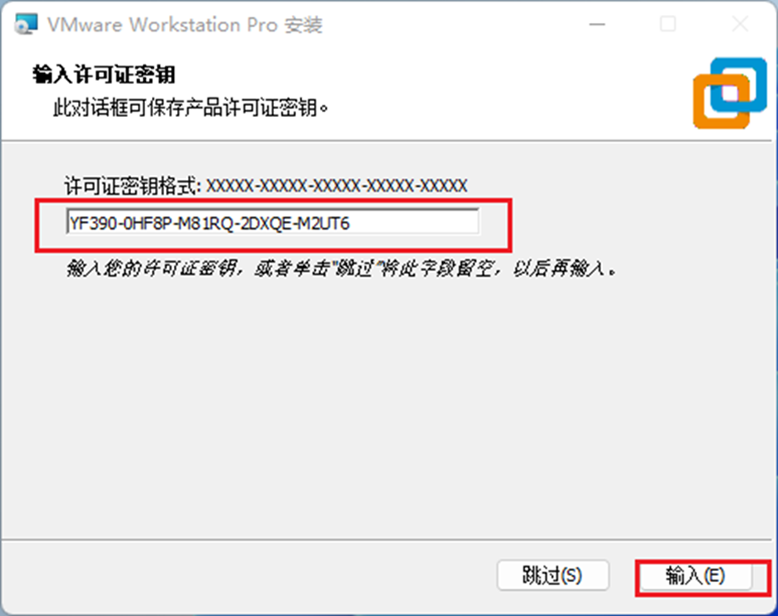 VMware Workstation Pro 安装
输入许可证密钥
此对话框可保存产品许可证密钥。
许可证密钥格式: XXXXX-XXXXX-XXXXX-XXXXX-XXXXX
YF390-0HF8P-M81RQ-2DXQE-M2UT6
输入您的许可证密钥，或者单击"跳过"将此字段留空，以后再输入。
跳过(S) 输入(E)